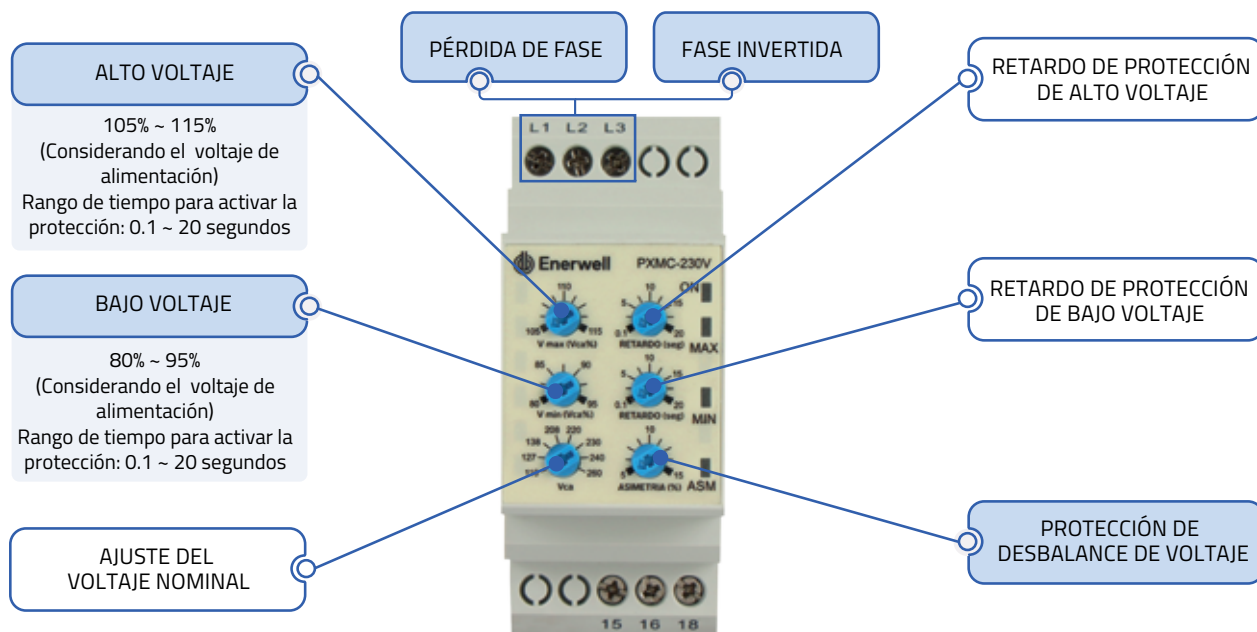 PÉRDIDA DE FASE
FASE INVERTIDA
ALTO VOLTAJE
105% ~ 115%
(Considerando el voltaje de
alimentación)
Rango de tiempo para activar la
protección: 0.1 ~ 20 segundos
BAJO VOLTAJE
80% ~ 95%
(Considerando el voltaje de
alimentación)
Rango de tiempo para activar la
protección: 0.1 ~ 20 segundos
AJUSTE DEL
VOLTAJE NOMINAL
L1 L2 L3
Enerwell PXMC-230V
ON
110
105 115
V max (Vca%)
10
5 15
0.1 20
RETARDO (seg)
MAX
85 90
80 95
V min (Vca%)
10
5 15
0.1 20
RETARDO (seg)
MIN
208 220
138 230
127 240
260
Vca
10
5 15
ASIMETRIA (%)
ASM
15 16 18
RETARDO DE PROTECCIÓN
DE ALTO VOLTAJE
RETARDO DE PROTECCIÓN
DE BAJO VOLTAJE
PROTECCIÓN DE
DESBALANCE DE VOLTAJE